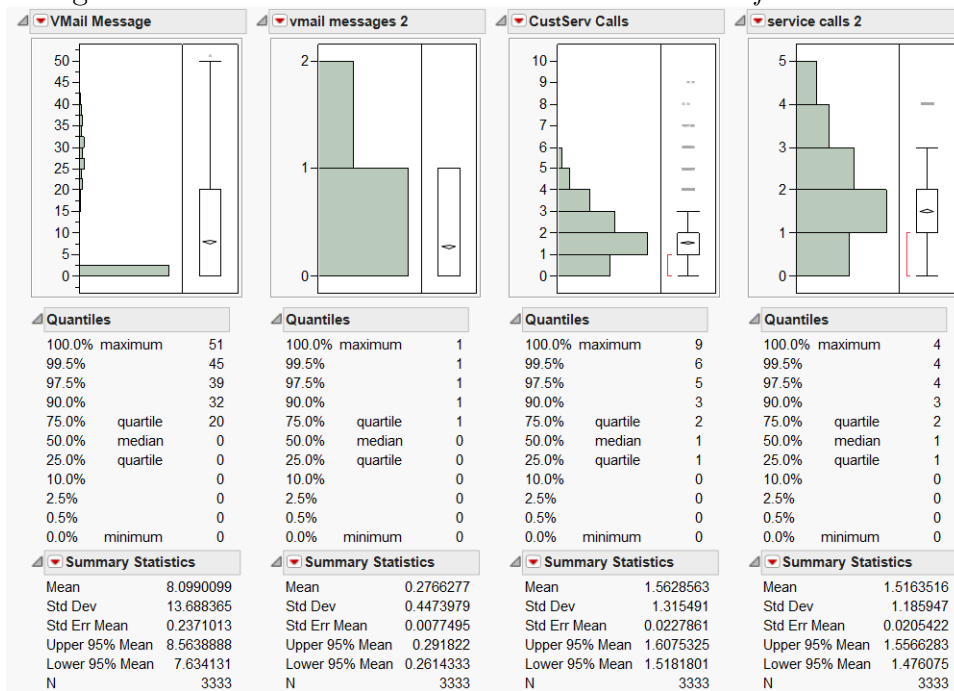 VMail Message
50
45
40
35
30
25
20
15
10
5
0
Quantiles
100.0% maximum 51
99.5% 45
97.5% 39
90.0% 32
75.0% quartile 20
50.0% median 0
25.0% quartile 0
10.0% 0
2.5% 0
0.5% 0
0.0% minimum 0
Summary Statistics
Mean 8.0990099
Std Dev 13.688365
Std Err Mean 0.2371013
Upper 95% Mean 8.5638888
Lower 95% Mean 7.634131
N 3333
vmail messages 2
2
1
0
Quantiles
100.0% maximum 1
99.5% 1
97.5% 1
90.0% 1
75.0% quartile 1
50.0% median 0
25.0% quartile 0
10.0% 0
2.5% 0
0.5% 0
0.0% minimum 0
Summary Statistics
Mean 0.2766277
Std Dev 0.4473979
Std Err Mean 0.0077495
Upper 95% Mean 0.291822
Lower 95% Mean 0.2614333
N 3333
CustServ Calls
10
9
8
7
6
5
4
3
2
1
0
Quantiles
100.0% maximum 9
99.5% 6
97.5% 5
90.0% 3
75.0% quartile 2
50.0% median 1
25.0% quartile 1
10.0% 0
2.5% 0
0.5% 0
0.0% minimum 0
Summary Statistics
Mean 1.5628563
Std Dev 1.315491
Std Err Mean 0.0227861
Upper 95% Mean 1.6075325
Lower 95% Mean 1.5181801
N 3333
service calls 2
5
4
3
2
1
0
Quantiles
100.0% maximum 4
99.5% 4
97.5% 4
90.0% 3
75.0% quartile 2
50.0% median 1
25.0% quartile 1
10.0% 0
2.5% 0
0.5% 0
0.0% minimum 0
Summary Statistics
Mean 1.5163516
Std Dev 1.185947
Std Err Mean 0.0205422
Upper 95% Mean 1.5566283
Lower 95% Mean 1.476075
N 3333